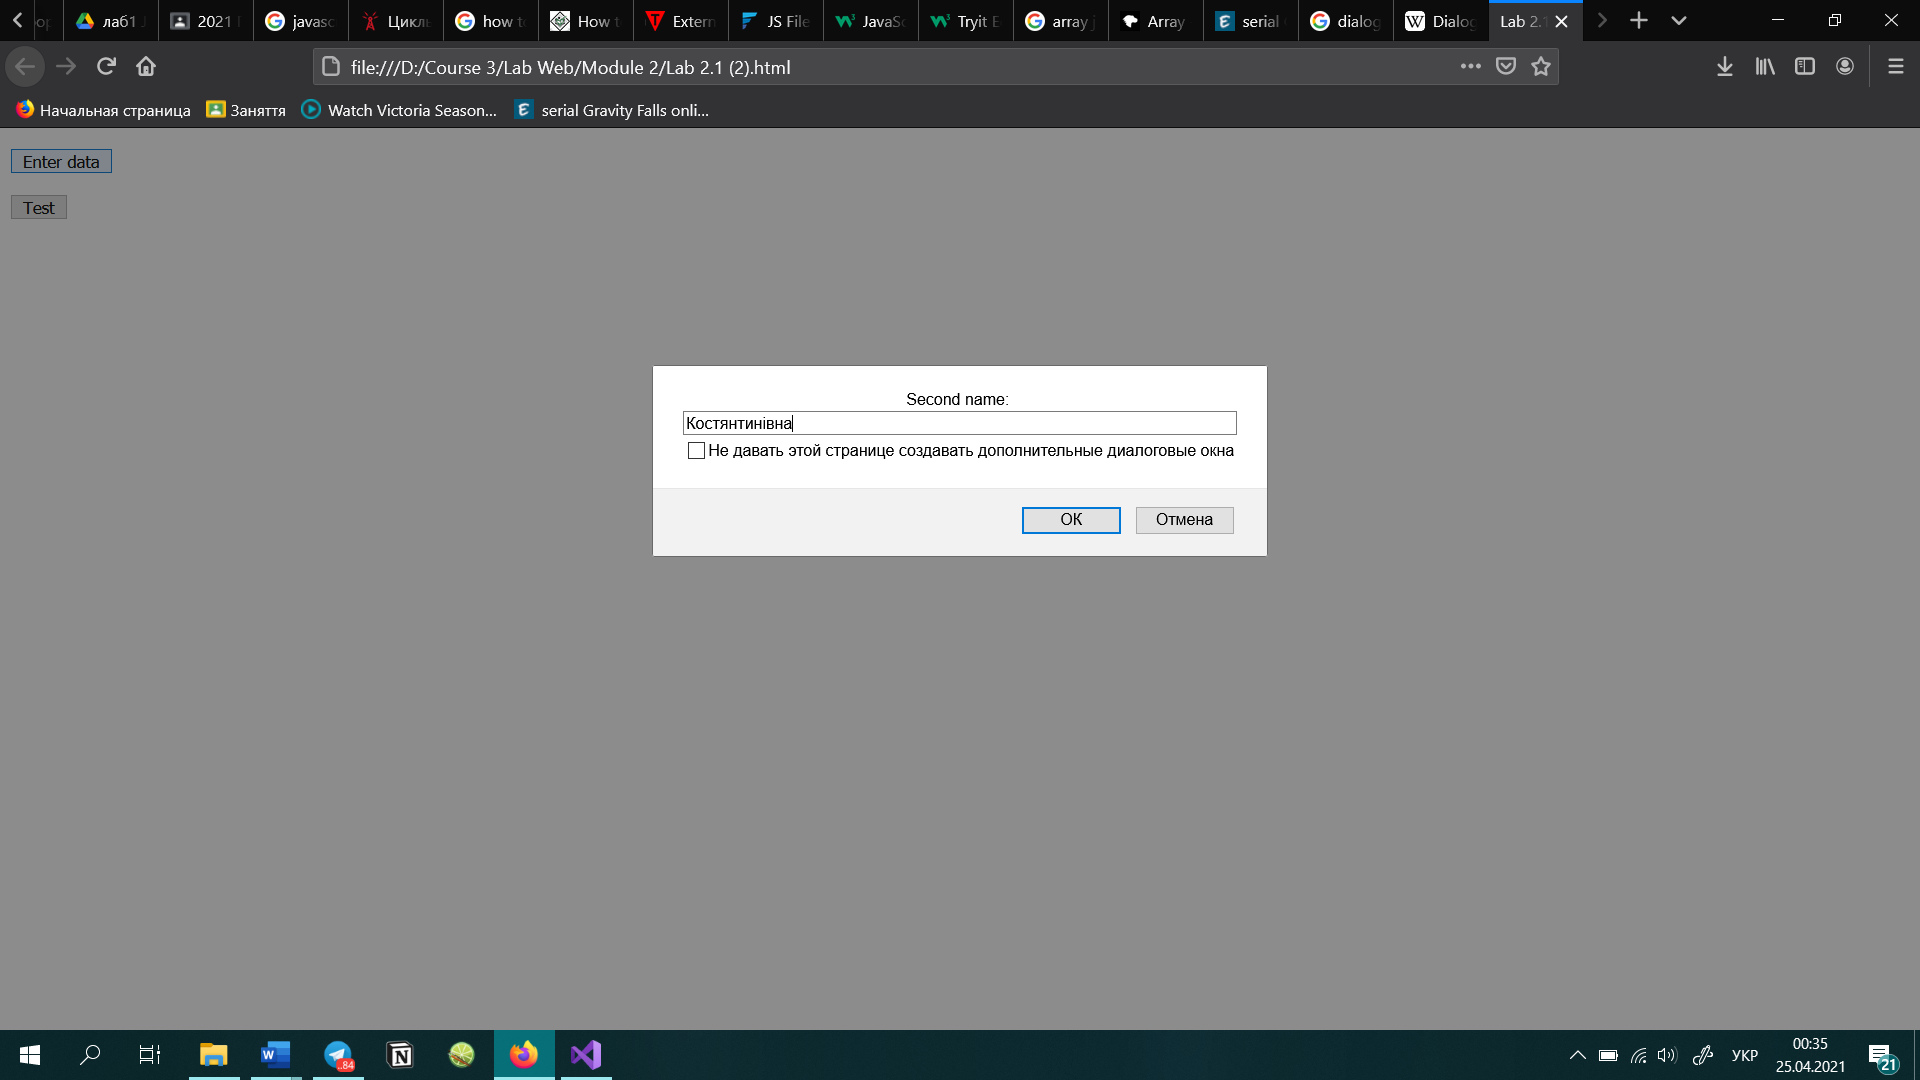 лаб1
2021
javasc
Цикль
how to
How t
Extern
JS File
JavaSc
Tryit E
array j
Array
serial
dialog
Dialog
Lab 2.1
file:///D:/Course 3/Lab Web/Module 2/Lab 2.1 (2).html
Начальная страница
Заняття
Watch Victoria Season...
serial Gravity Falls onli...
Enter data
Test
Second name:
Костянтинівна
Не давать этой странице создавать дополнительные диалоговые окна
ОК
Отмена
..84
УКР
00:35
25.04.2021
21